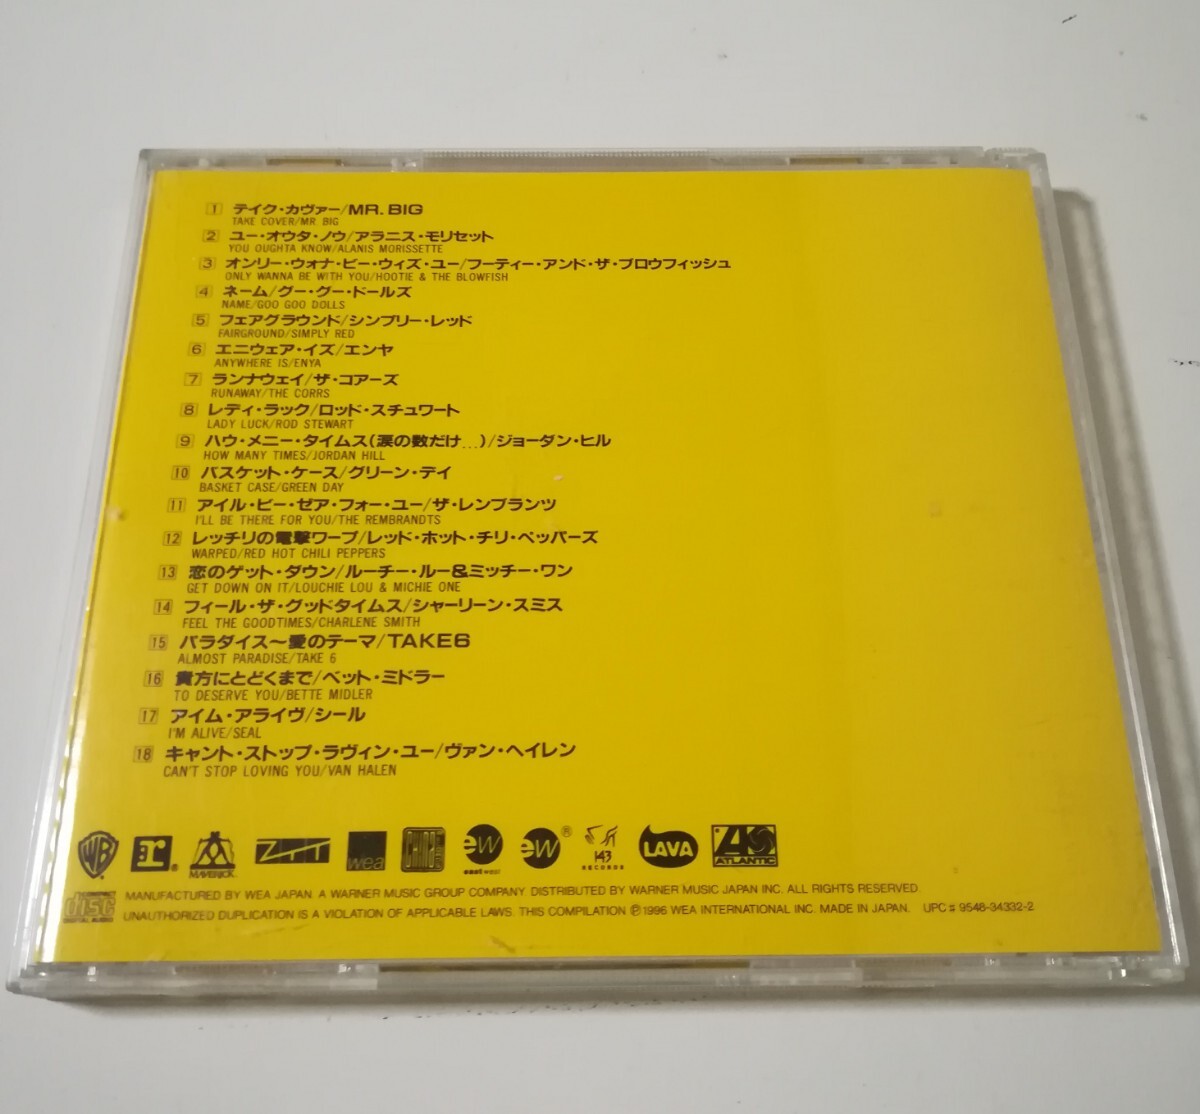 1 テイク・カヴァー/MR. BIG
TAKE COVER/MR. BIG
2 ユー・オウタ・ノウ/アラニス・モリセット
YOU OUGHTA KNOW/ALANIS MORISSETTE
3 オンリー・ウォナ・ビー・ウィズ・ユー/フーティー・アンド・ザ・ブロウフィッシュ
ONLY WANNA BE WITH YOU/HOOTIE & THE BLOWFISH
4 ネーム/グー・グー・ドールズ
NAME/GOO GOO DOLLS
5 フェアグラウンド/シンプリー・レッド
FAIRGROUND/SIMPLY RED
6 エニウェア・イズ/エンヤ
ANYWHERE IS/ENYA
7 ランナウェイ/ザ・コアーズ
RUNAWAY/THE CORRS
8 レディ・ラック/ロッド・スチュワート
LADY LUCK/ROD STEWART
9 ハウ・メニー・タイムス(涙の数だけ…)/ジョーダン・ヒル
HOW MANY TIMES/JORDAN HILL
10 バスケット・ケース/グリーン・デイ
BASKET CASE/GREEN DAY
11 アイル・ビー・ゼア・フォー・ユー/ザ・レンブランツ
I'LL BE THERE FOR YOU/THE REMBRANDTS
12 レッチリの電撃ワープ/レッド・ホット・チリ・ペッパーズ
WARPED/RED HOT CHILI PEPPERS
13 恋のゲット・ダウン/ルーチー・ルー&ミッチー・ワン
GET DOWN ON IT/LOUCHIE LOU & MICHIE ONE
14 フィール・ザ・グッドタイムス/シャーリーン・スミス
FEEL THE GOODTIMES/CHARLENE SMITH
15 パラダイス〜愛のテーマ/TAKE6
ALMOST PARADISE/TAKE 6
16 貴方にとどくまで/ベット・ミドラー
TO DESERVE YOU/BETTE MIDLER
17 アイム・アライヴ/シール
I'M ALIVE/SEAL
18 キャント・ストップ・ラヴィン・ユー/ヴァン・ヘイレン
CAN'T STOP LOVING YOU/VAN HALEN
WB r® MAVERICK ZTT wea CHINA ew east west ew® 143 RECORDS LAVA ATLANTIC
disc DIGITAL AUDIO
MANUFACTURED BY WEA JAPAN. A WARNER MUSIC GROUP COMPANY. DISTRIBUTED BY WARNER MUSIC JAPAN INC. ALL RIGHTS RESERVED.
UNAUTHORIZED DUPLICATION IS A VIOLATION OF APPLICABLE LAWS. THIS COMPILATION ℗1996 WEA INTERNATIONAL INC. MADE IN JAPAN. UPC♯9548-34332-2